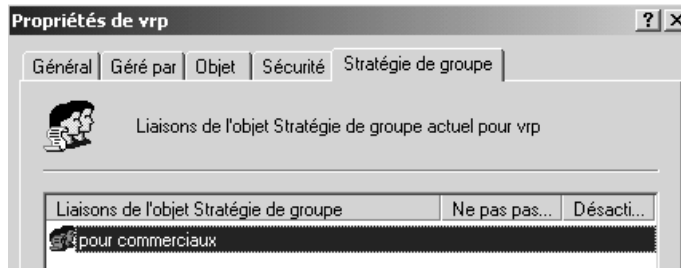 Propriétés de vrp
Général Géré par Objet Sécurité Stratégie de groupe
Liaisons de l'objet Stratégie de groupe actuel pour vrp
Liaisons de l'objet Stratégie de groupe Ne pas pas... Désacti...
pour commerciaux